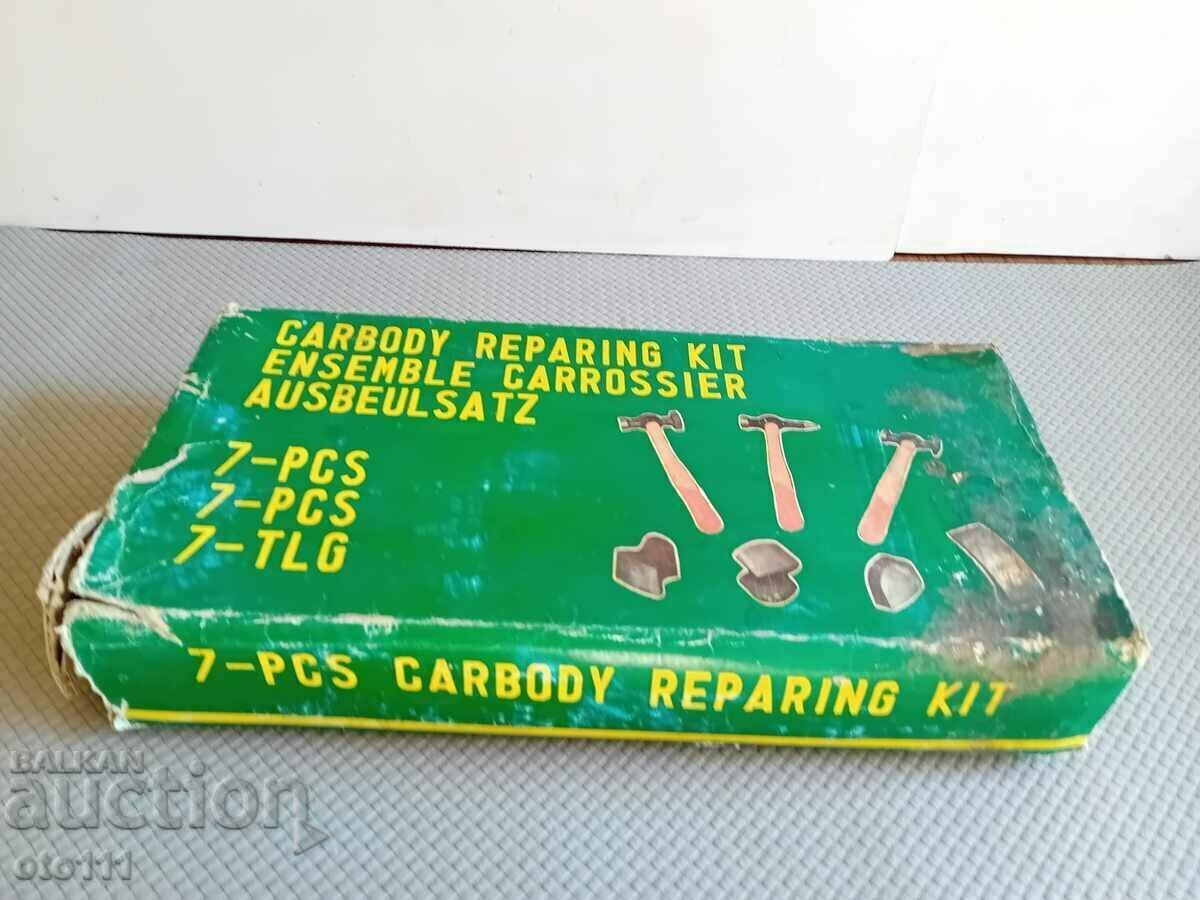 CARBODY REPARING KIT
ENSEMBLE CARROSSIER
AUSBEULSATZ
7-PCS
7-PCS
7-TLG
7-PCS CARBODY REPARING KIT
BALKAN
auction
oto111